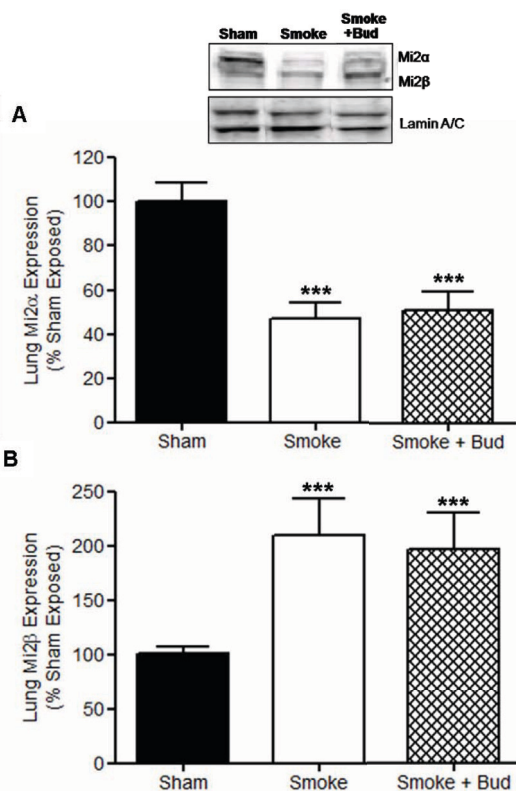 Sham Smoke Smoke
+Bud
Mi2α
Mi2β
Lamin A/C
A
120
100
80
60
40
20
0
Lung Mi2α Expression
(% Sham Exposed)
*** ***
Sham Smoke Smoke + Bud
B
250
200
150
100
50
0
Lung Mi2β Expression
(% Sham Exposed)
*** ***
Sham Smoke Smoke + Bud